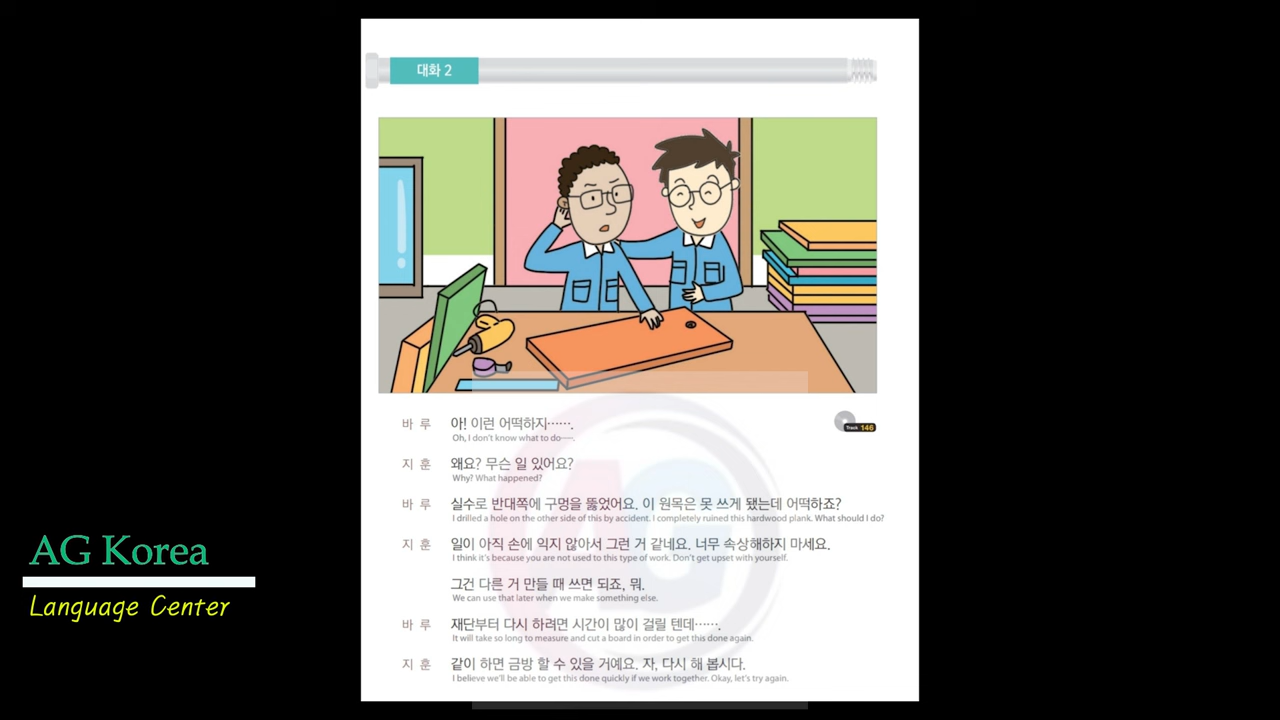 대화 2
바 루 아! 이런 어떡하지…….
Oh, I don't know what to do….
Track 146
지 훈 왜요? 무슨 일 있어요?
Why? What happened?
바 루 실수로 반대쪽에 구멍을 뚫었어요. 이 원목은 못 쓰게 됐는데 어떡하죠?
I drilled a hole on the other side of this by accident. I completely ruined this hardwood plank. What should I do?
지 훈 일이 아직 손에 익지 않아서 그런 거 같네요. 너무 속상해하지 마세요.
I think it's because you are not used to this type of work. Don't get upset with yourself.
그건 다른 거 만들 때 쓰면 되죠, 뭐.
We can use that later when we make something else.
바 루 재단부터 다시 하려면 시간이 많이 걸릴 텐데…….
It will take so long to measure and cut a board in order to get this done again.
지 훈 같이 하면 금방 할 수 있을 거예요. 자, 다시 해 봅시다.
I believe we'll be able to get this done quickly if we work together. Okay, let's try again.
AG Korea
Language Center
AG